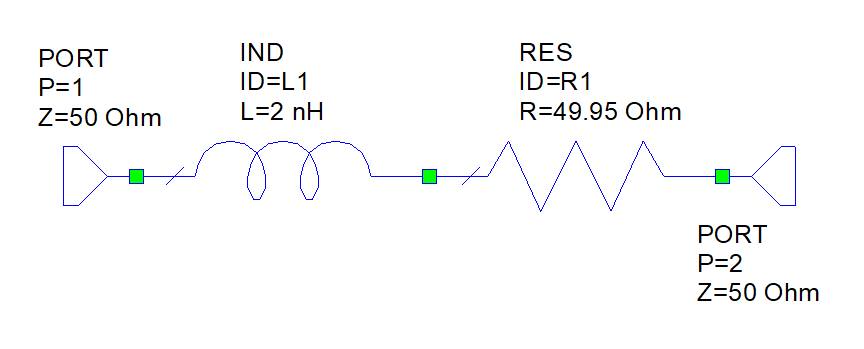 PORT
P=1
Z=50 Ohm
IND
ID=L1
L=2 nH
RES
ID=R1
R=49.95 Ohm
PORT
P=2
Z=50 Ohm